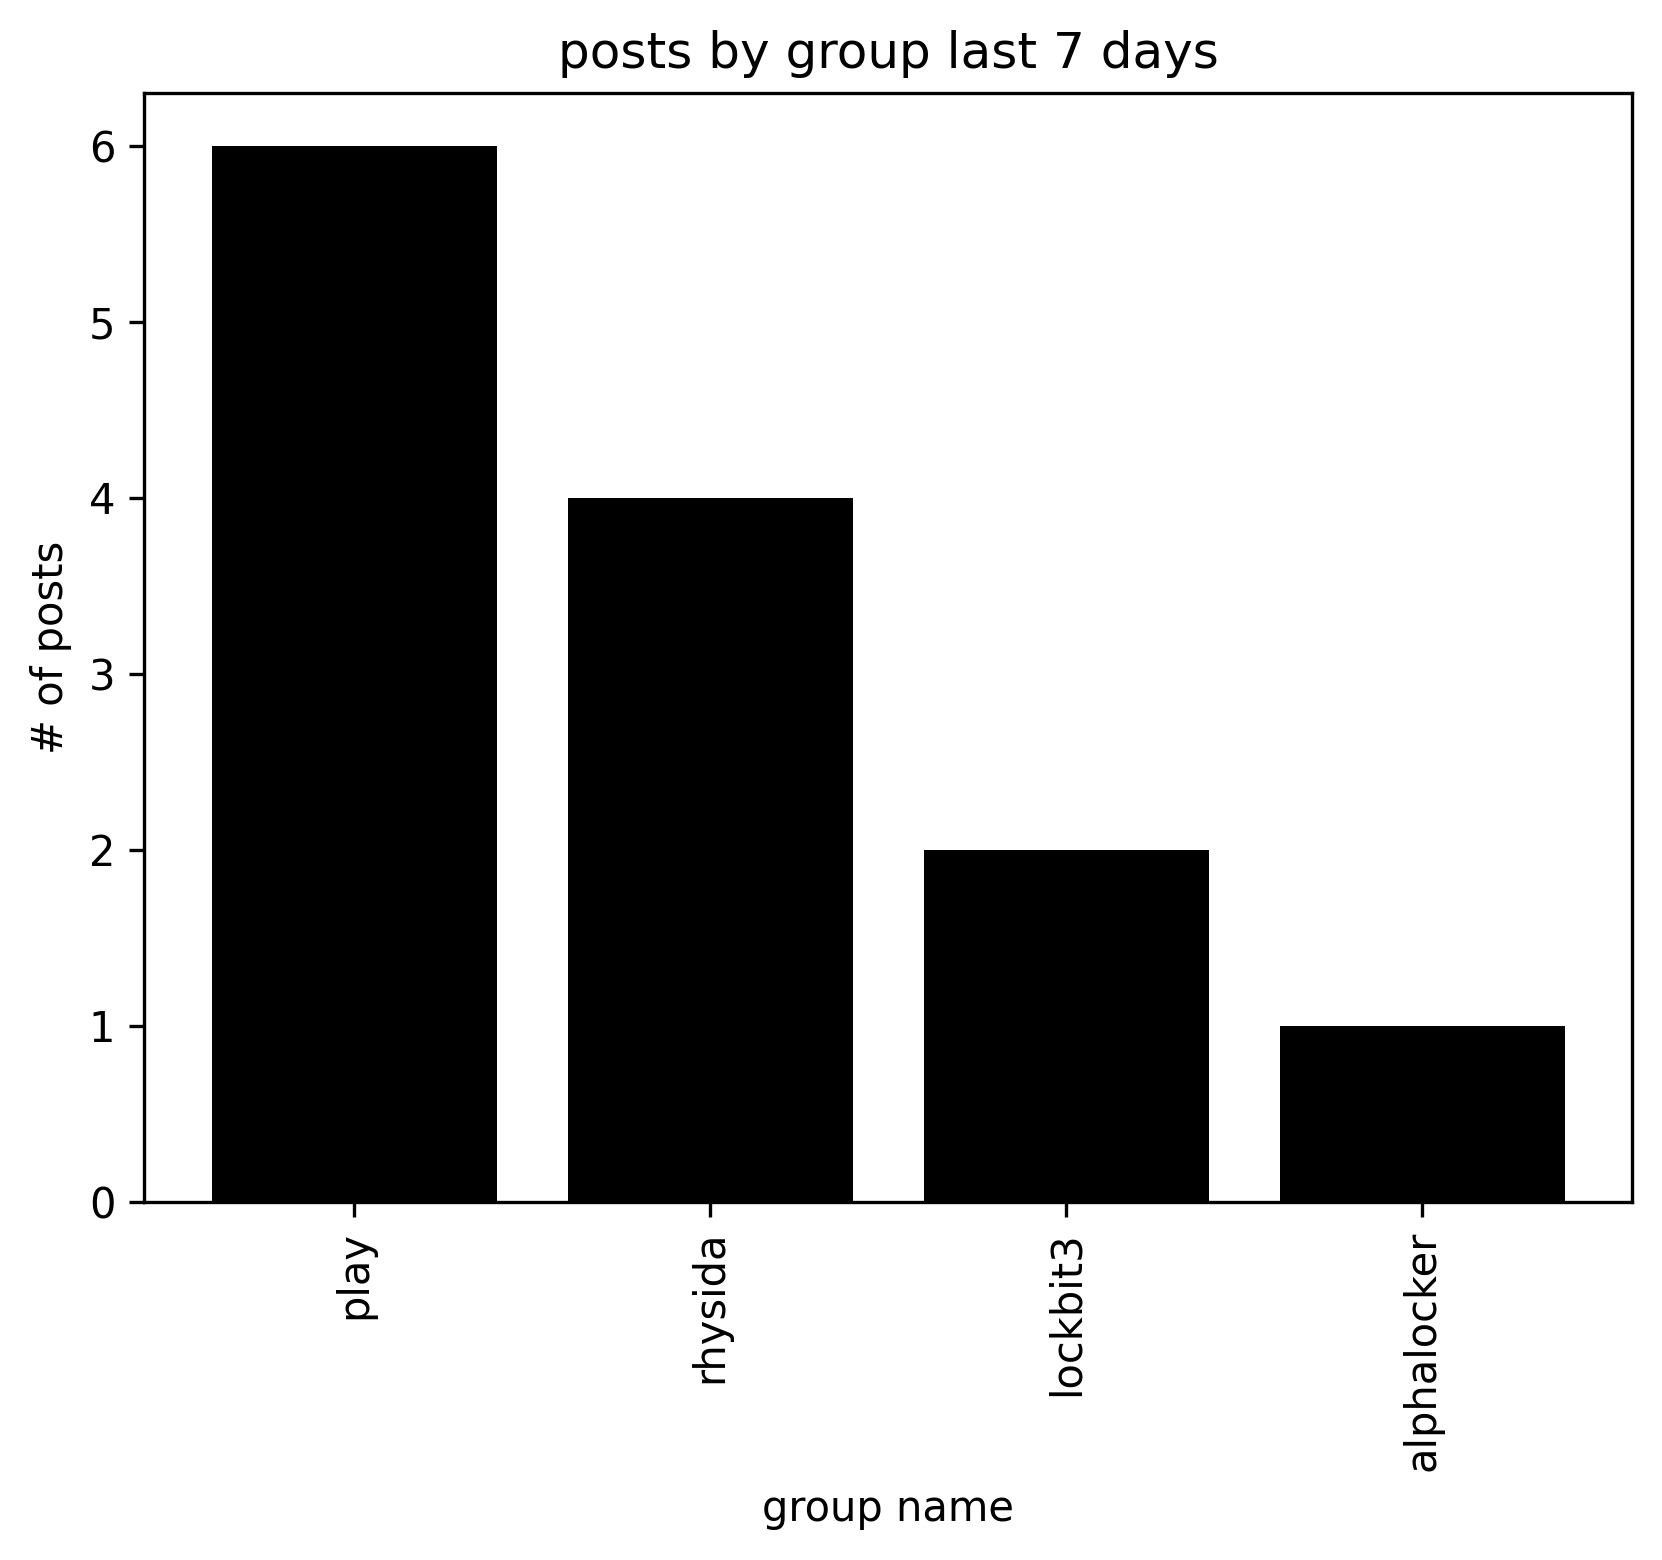 posts by group last 7 days
# of posts
6
5
4
3
2
1
0
play
rhysida
lockbit3
alphalocker
group name